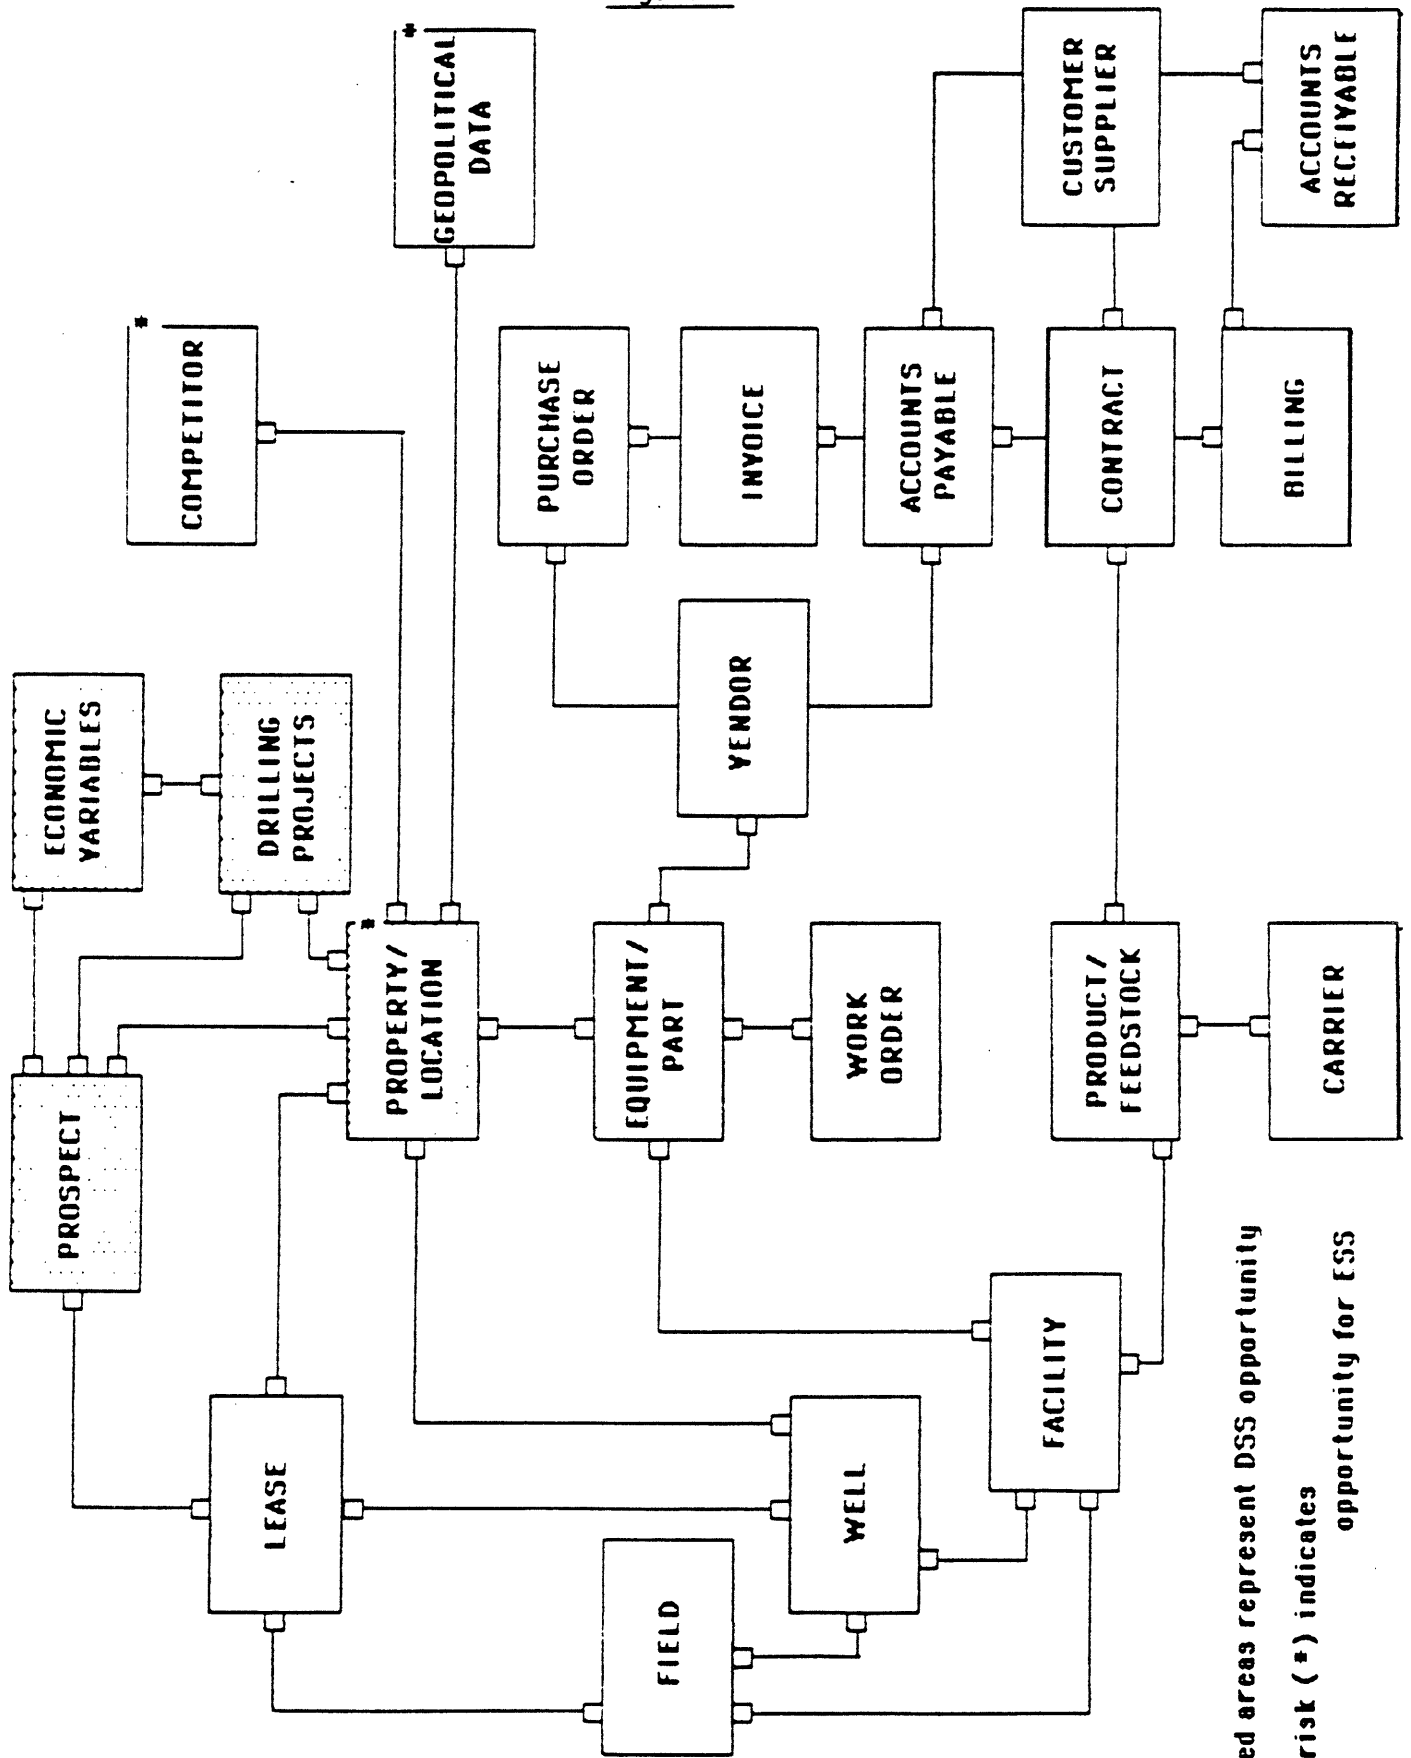 PROSPECT
ECONOMIC
VARIABLES
*
COMPETITOR
LEASE
DRILLING
PROJECTS
*
PROPERTY/
LOCATION
*
GEOPOLITICAL
DATA
FIELD
EQUIPMENT/
PART
PURCHASE
ORDER
VENDOR
INVOICE
WELL
WORK
ORDER
ACCOUNTS
PAYABLE
FACILITY
PRODUCT/
FEEDSTOCK
CONTRACT
CUSTOMER
SUPPLIER
CARRIER
BILLING
ACCOUNTS
RECEIVABLE
ed areas represent DSS opportunity
risk (*) indicates
opportunity for ESS